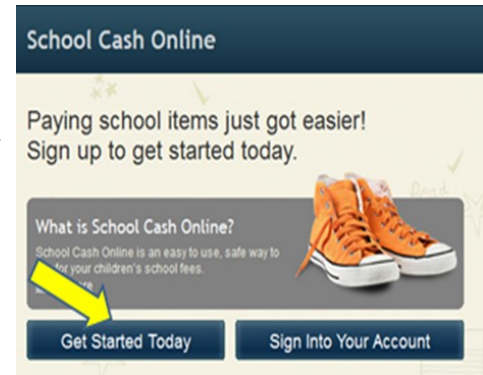 School Cash Online
Paying school items just got easier!
Sign up to get started today.
Read
What is School Cash Online?
School Cash Online is an easy to use, safe way to
for your children's school fees.
Get Started Today
Sign Into Your Account